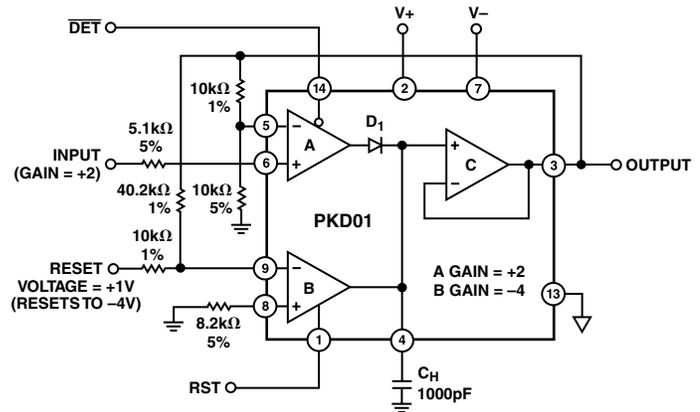 DET
V+
V–
14
2
7
10kΩ
1%
5
–
D1
5.1kΩ
5%
A
+
C
INPUT
(GAIN = +2)
6
+
–
3
OUTPUT
40.2kΩ
1%
10kΩ
5%
PKD01
10kΩ
1%
RESET
VOLTAGE = +1V
(RESETS TO –4V)
9
–
B
A GAIN = +2
B GAIN = –4
8
+
13
8.2kΩ
5%
1
4
RST
CH
1000pF